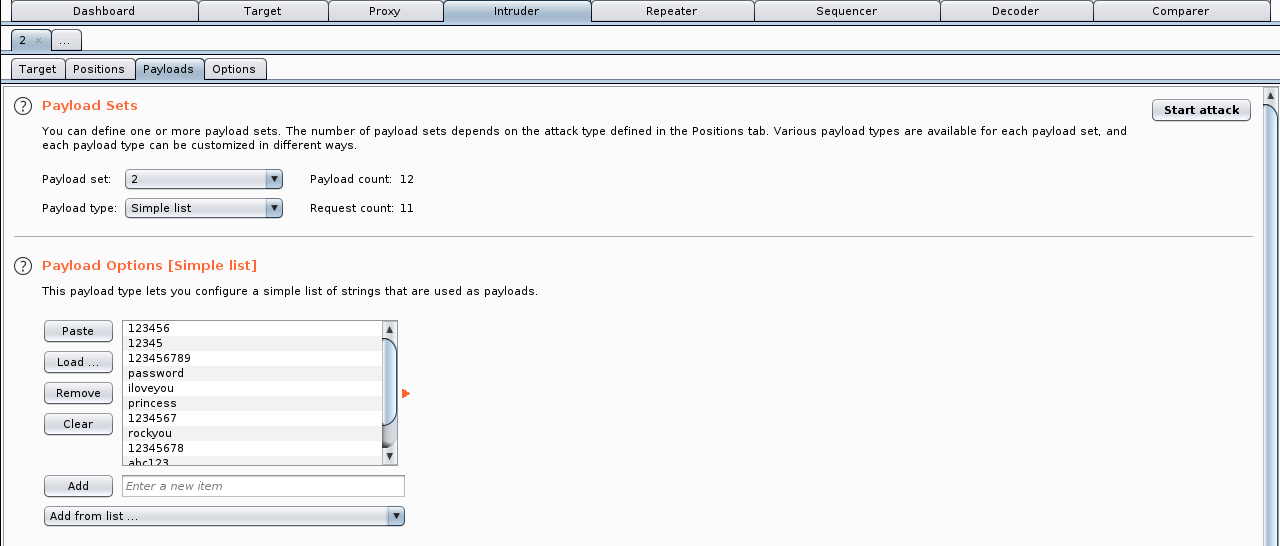 Dashboard Target Proxy Intruder Repeater Sequencer Decoder Comparer
2 × ...
Target Positions Payloads Options
? Payload Sets
Start attack
You can define one or more payload sets. The number of payload sets depends on the attack type defined in the Positions tab. Various payload types are available for each payload set, and
each payload type can be customized in different ways.
Payload set: 2 Payload count: 12
Payload type: Simple list Request count: 11
? Payload Options [Simple list]
This payload type lets you configure a simple list of strings that are used as payloads.
Paste
Load ...
Remove
Clear
123456
12345
123456789
password
iloveyou
princess
1234567
rockyou
12345678
abc123
Add Enter a new item
Add from list ...